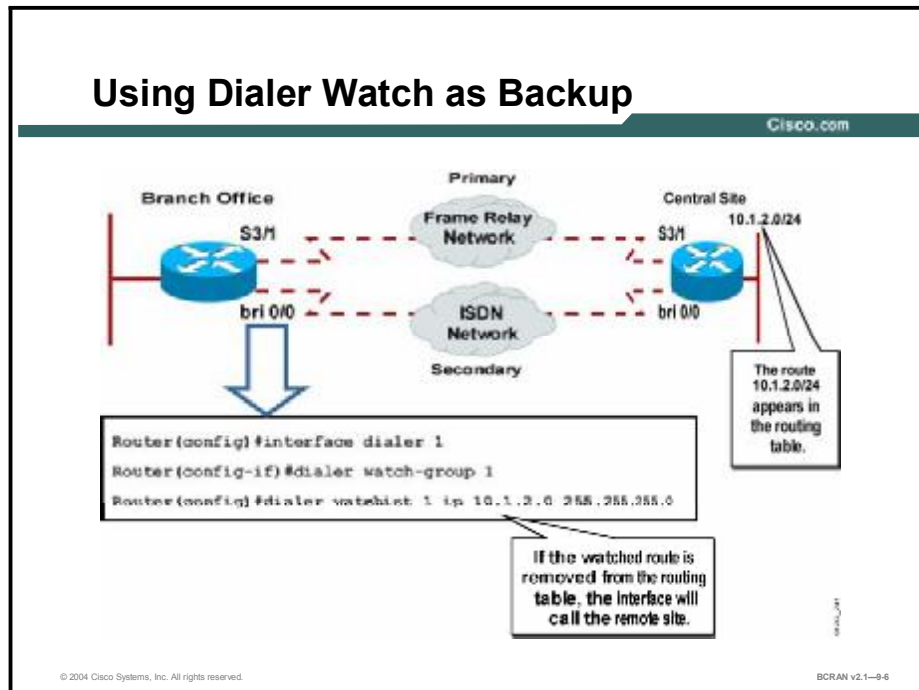 Using Dialer Watch as Backup
Cisco.com
Primary
Branch Office
Central Site
Frame Relay
Network
10.1.2.0/24
S3/1
S3/1
bri 0/0
ISDN
Network
bri 0/0
Secondary
The route
10.1.2.0/24
appears in
the routing
table.
Router(config)#interface dialer 1
Router(config-if)#dialer watch-group 1
Router(config)#dialer watchlist 1 ip 10.1.2.0 255.255.255.0
If the watched route is
removed from the routing
table, the interface will
call the remote site.
© 2004 Cisco Systems, Inc. All rights reserved.
BCRAN v2.1—9-6